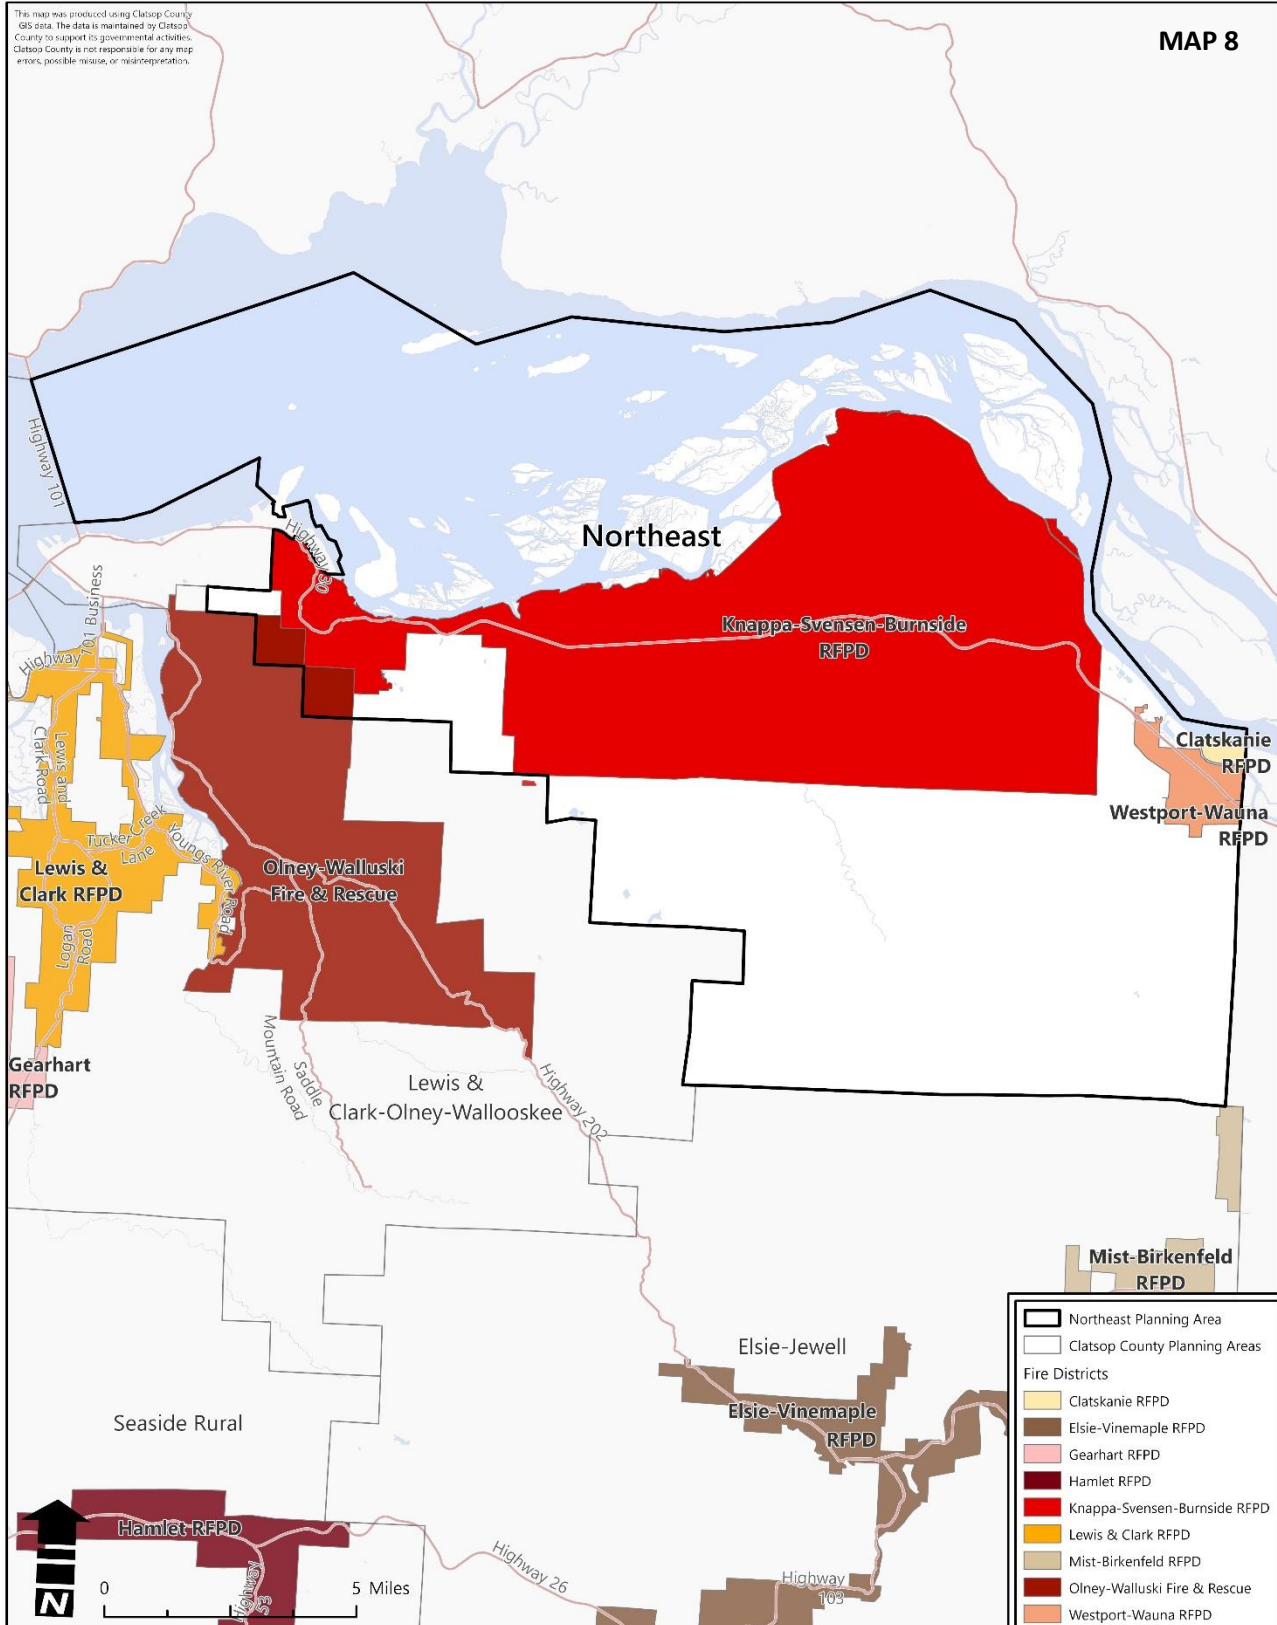 This map was produced using Clatsop County
GIS data. The data is maintained by Clatsop
County to support its governmental activities.
Clatsop County is not responsible for any map
errors, possible misuse, or misinterpretation.
MAP 8
Highway 101
Highway 30
Northeast
Highway 101 Business
Knappa-Svensen-Burnside
RFPD
Clatskanie
RFPD
Westport-Wauna
RFPD
Lewis and
Clark Road
Tucker Creek
Lane
Youngs River Road
Lewis &
Clark RFPD
Olney-Walluski
Fire & Rescue
Logan
Road
Gearhart
RFPD
Saddle
Mountain Road
Lewis &
Clark-Olney-Wallooskee
Highway 202
Mist-Birkenfeld
RFPD
Elsie-Jewell
Elsie-Vinemaple
RFPD
Seaside Rural
Hamlet RFPD
Highway
53
Highway 26
Highway
103
N
0
5 Miles
Northeast Planning Area
Clatsop County Planning Areas
Fire Districts
Clatskanie RFPD
Elsie-Vinemaple RFPD
Gearhart RFPD
Hamlet RFPD
Knappa-Svensen-Burnside RFPD
Lewis & Clark RFPD
Mist-Birkenfeld RFPD
Olney-Walluski Fire & Rescue
Westport-Wauna RFPD